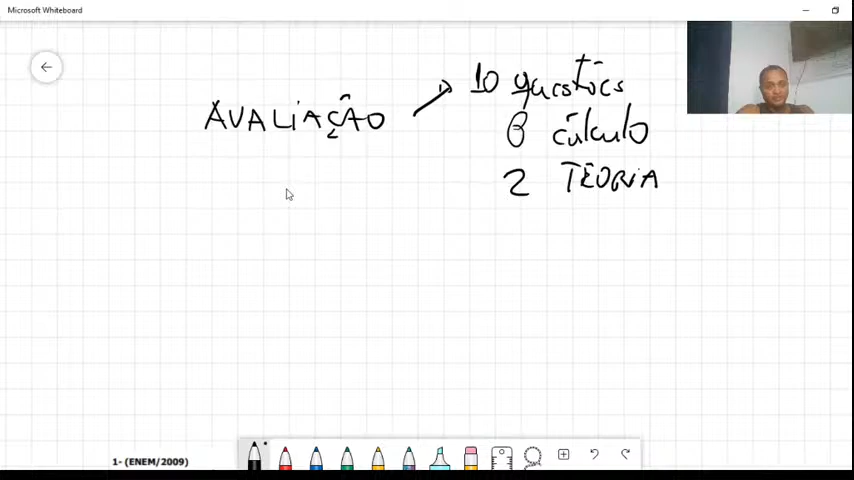 Microsoft Whiteboard
AVALIAÇÃO
10 questões
8 cálculo
2 TEORIA
1- (ENEM/2009)